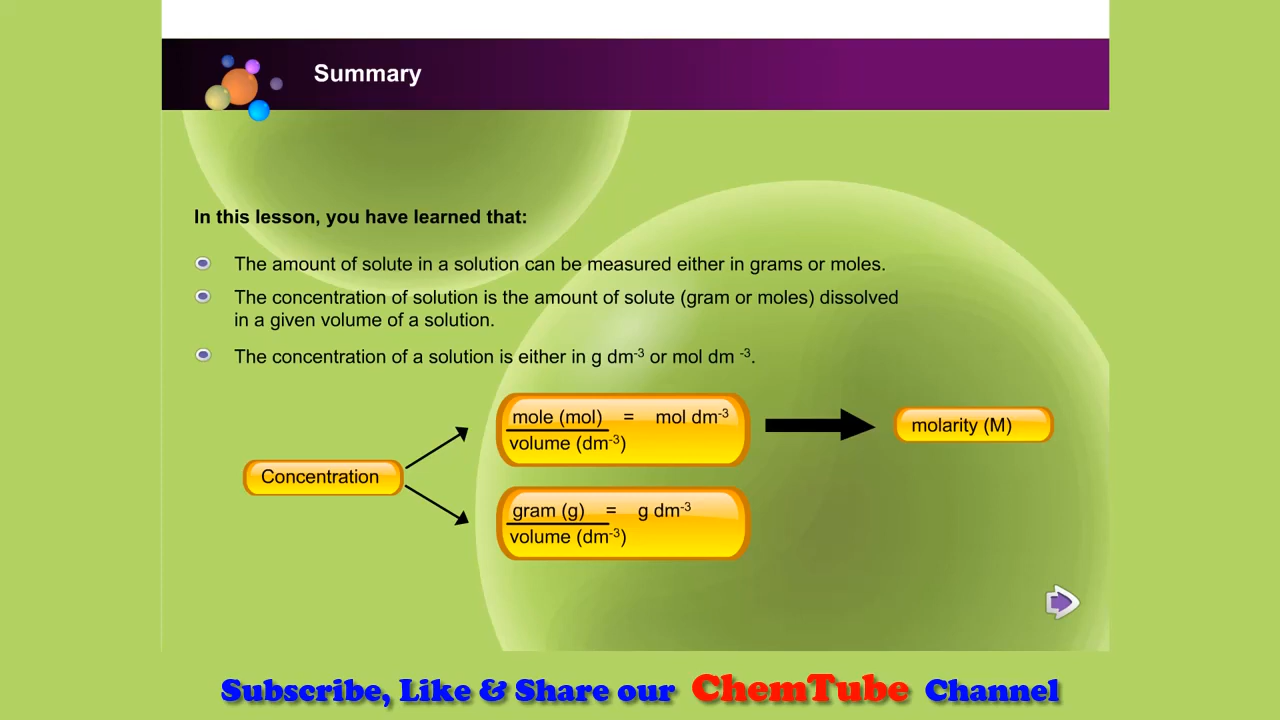 Summary
In this lesson, you have learned that:
The amount of solute in a solution can be measured either in grams or moles.
The concentration of solution is the amount of solute (gram or moles) dissolved
in a given volume of a solution.
The concentration of a solution is either in g dm⁻³ or mol dm ⁻³.
mole (mol) = mol dm⁻³
volume (dm⁻³)
molarity (M)
Concentration
gram (g) = g dm⁻³
volume (dm⁻³)
Subscribe, Like & Share our ChemTube Channel